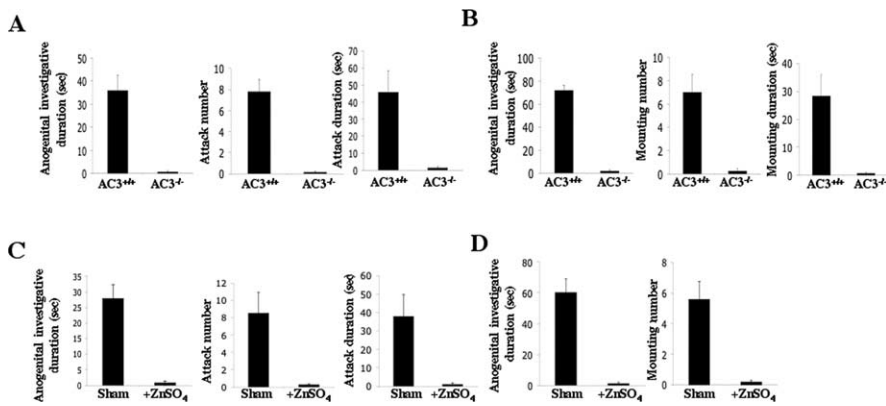 A
Anogenital investigative
duration (sec)
50
40
30
20
10
0
AC3+/+ AC3-/-
Attack number
10
8
6
4
2
0
AC3+/+ AC3-/-
Attack duration (sec)
70
60
50
40
30
20
10
0
AC3+/+ AC3-/-
B
Anogenital investigative
duration (sec)
100
80
60
40
20
0
AC3+/+ AC3-/-
Mounting number
10
8
6
4
2
0
AC3+/+ AC3-/-
Mounting duration (sec)
40
30
20
10
0
AC3+/+ AC3-/-
C
Anogenital investigative
duration (sec)
35
30
25
20
15
10
5
0
Sham +ZnSO4
Attack number
12
10
8
6
4
2
0
Sham +ZnSO4
Attack duration (sec)
60
50
40
30
20
10
0
Sham +ZnSO4
D
Anogenital investigative
duration (sec)
80
60
40
20
0
Sham +ZnSO4
Mounting number
8
6
4
2
0
Sham +ZnSO4